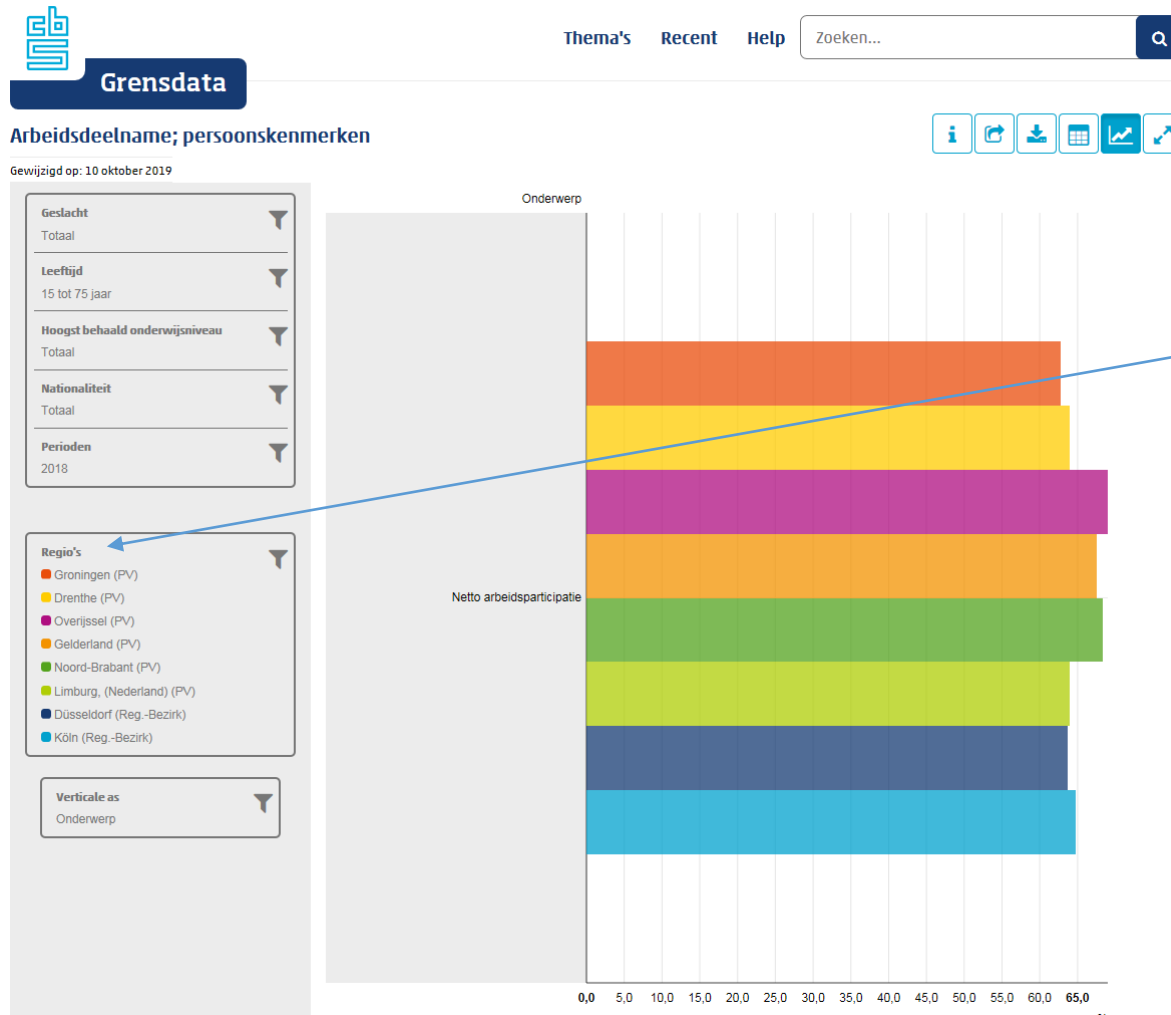 cbs
Thema's Recent Help Zoeken...
Grensdata
Arbeidsdeelname; persoonskenmerken
Gewijzigd op: 10 oktober 2019
Geslacht
Totaal
Leeftijd
15 tot 75 jaar
Hoogst behaald onderwijsniveau
Totaal
Nationaliteit
Totaal
Perioden
2018
Regio's
Groningen (PV)
Drenthe (PV)
Overijssel (PV)
Gelderland (PV)
Noord-Brabant (PV)
Limburg, (Nederland) (PV)
Düsseldorf (Reg.-Bezirk)
Köln (Reg.-Bezirk)
Verticale as
Onderwerp
Onderwerp
Netto arbeidsparticipatie
0,0 5,0 10,0 15,0 20,0 25,0 30,0 35,0 40,0 45,0 50,0 55,0 60,0 65,0